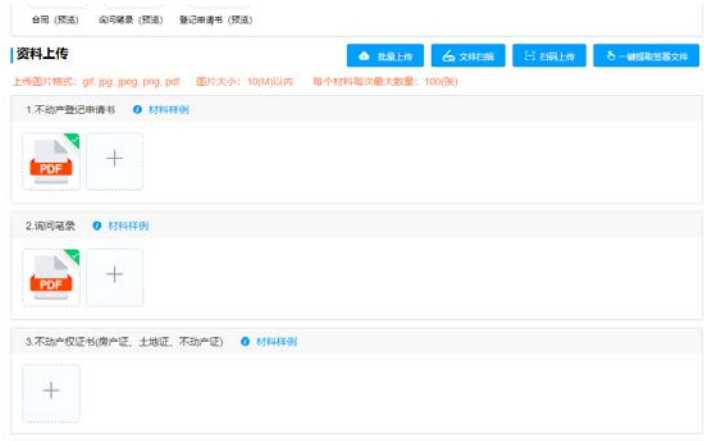 合同（预览） 询问笔录（预览） 登记申请书（预览）
资料上传 批量上传 文件扫描 扫码上传 一键提取签署文件
上传图片格式：gif, jpg, jpeg, png, pdf 图片大小：10(M)以内 每个材料每次最大数量：100(张)
1.不动产登记申请书 材料样例
PDF
2.询问笔录 材料样例
PDF
3.不动产权证书(房产证、土地证、不动产证) 材料样例